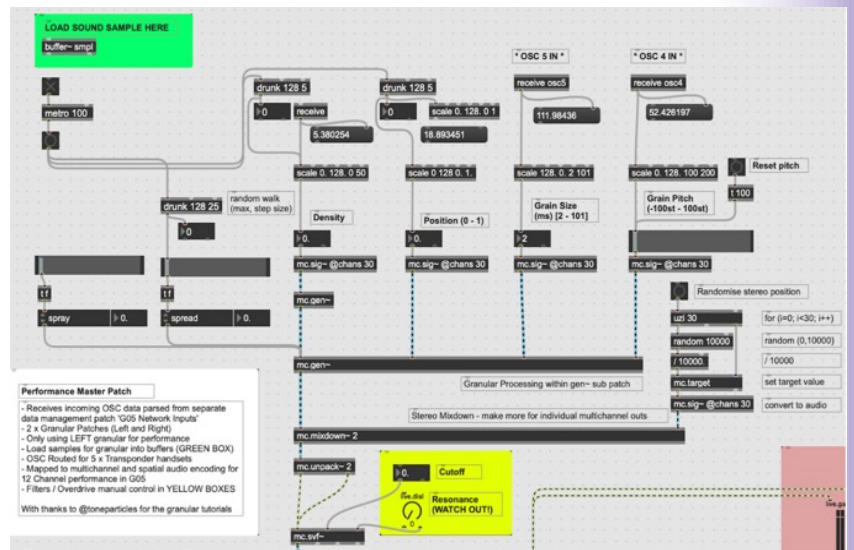 LOAD SOUND SAMPLE HERE
buffer~ smpl
metro 100
drunk 128 5
0
receive
5.380254
scale 0. 128. 0 50
drunk 128 5
0
scale 0. 128. 0 1
18.893451
scale 0 128 0. 1.
* OSC 5 IN *
receive osc5
111.98436
scale 0. 128. 2 101
* OSC 4 IN *
receive osc4
52.426197
scale 0. 128. 100 200
Reset pitch
t 100
drunk 128 25
random walk
(max, step size)
0
Density
0.
mc.sig~ @chans 30
mc.gen~
Position (0 - 1)
0.
mc.sig~ @chans 30
Grain Size
(ms) [2 - 101]
2
mc.sig~ @chans 30
Grain Pitch
(-100st - 100st)
mc.sig~ @chans 30
t f
spray
0.
t f
spread
0.
mc.gen~
Granular Processing within gen~ sub patch
Randomise stereo position
uzi 30
for (i=0; i<30; i++)
random 10000
random (0,10000)
/ 10000.
/ 10000
mc.target
set target value
mc.sig~ @chans 30
convert to audio
Stereo Mixdown - make more for individual multichannel outs
mc.mixdown~ 2
mc.unpack~ 2
0.
Cutoff
live.dial
0
Resonance
(WATCH OUT!)
mc.svf~
Performance Master Patch
- Receives incoming OSC data parsed from separate
data management patch 'G05 Network Inputs'
- 2 x Granular Patches (Left and Right)
- Only using LEFT granular for performance
- Load samples for granular into buffers (GREEN BOX)
- OSC Routed for 5 x Transponder handsets
- Mapped to multichannel and spatial audio encoding for
12 Channel performance in G05
- Filters / Overdrive manual control in YELLOW BOXES
With thanks to @toneparticles for the granular tutorials